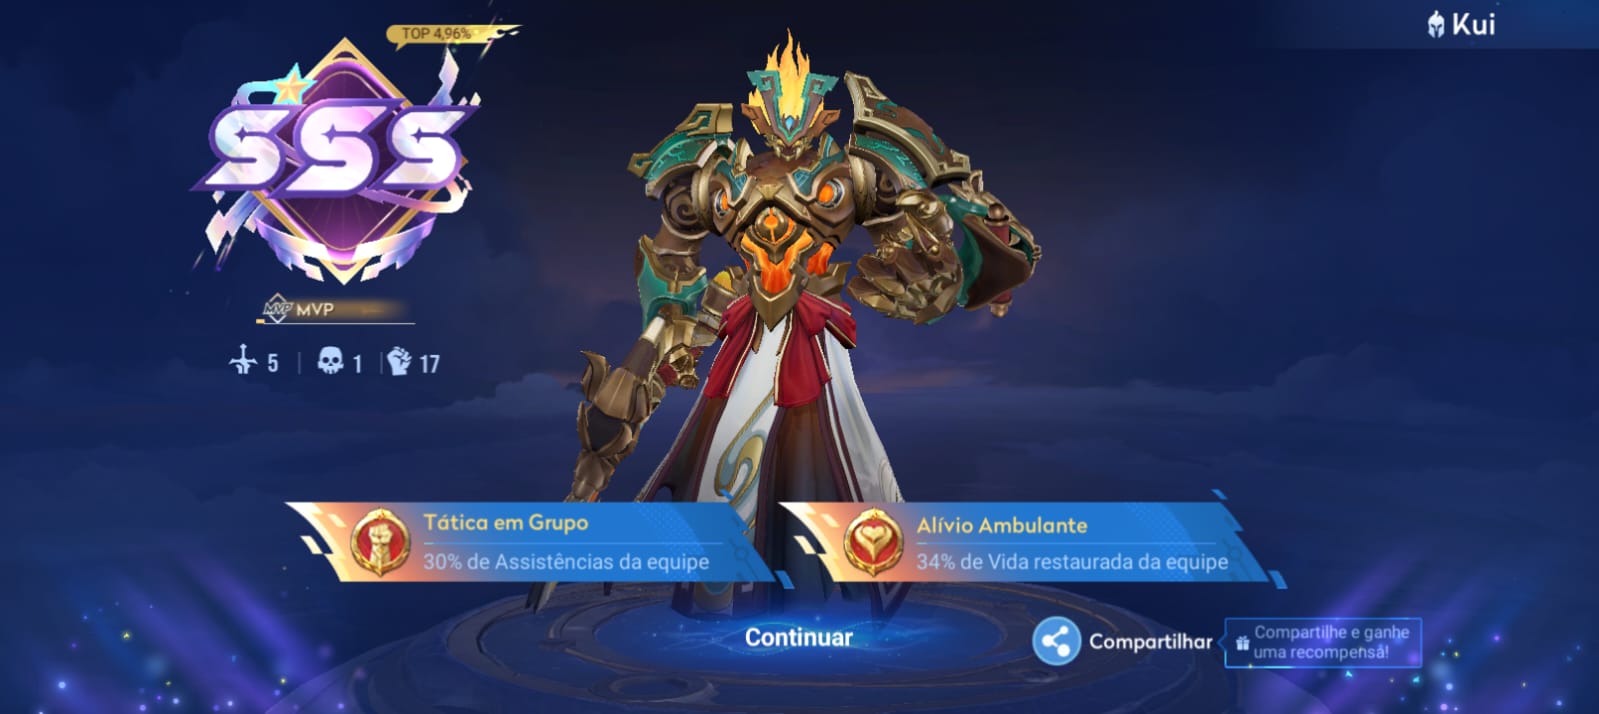 TOP 4,96%
Kui
SSS
MVP MVP
5 1 17
Tática em Grupo
30% de Assistências da equipe
Alívio Ambulante
34% de Vida restaurada da equipe
Continuar
Compartilhar
Compartilhe e ganhe
uma recompensa!